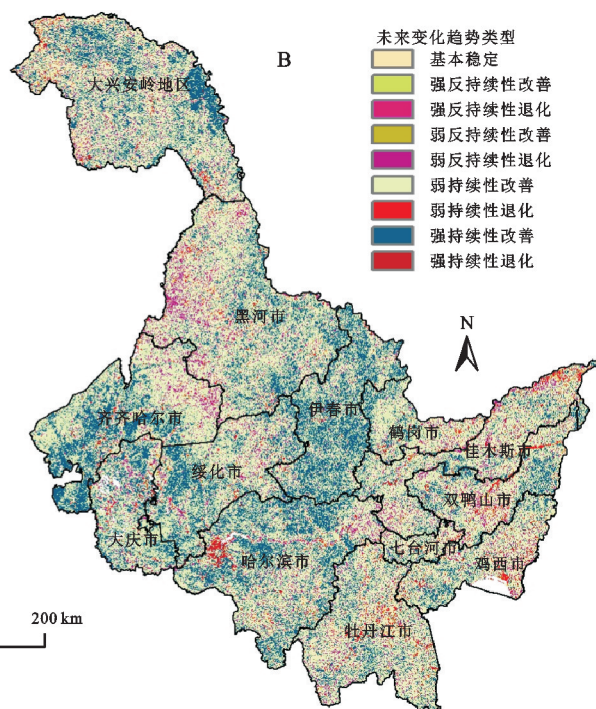 B
未来变化趋势类型
基本稳定
强反持续性改善
强反持续性退化
弱反持续性改善
弱反持续性退化
弱持续性改善
弱持续性退化
强持续性改善
强持续性退化
大兴安岭地区
黑河市
N
齐齐哈尔市
伊春市
鹤岗市
佳木斯市
绥化市
双鸭山市
大庆市
哈尔滨市
七台河市
鸡西市
牡丹江市
200 km